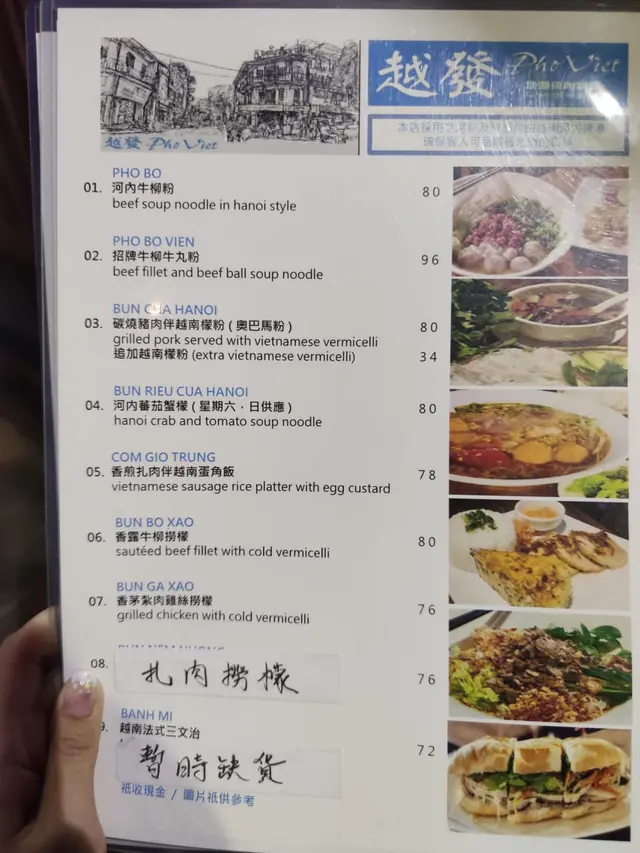 越發 Pho Viet
越發 Pho Viet
PHO BO
01. 河內牛柳粉 80
beef soup noodle in hanoi style
PHO BO VIEN
02. 招牌牛柳牛丸粉 96
beef fillet and beef ball soup noodle
BUN CHA HANOI
03. 碳燒豬肉伴越南檬粉 ( 奧巴馬粉 ) 80
grilled pork served with vietnamese vermicelli
追加越南檬粉 (extra vietnamese vermicelli) 34
BUN RIEU CUA HANOI
04. 河内蕃茄蟹檬 ( 星期六，日供應 ) 80
hanoi crab and tomato soup noodle
COM GIO TRUNG
05. 香煎扎肉伴越南蛋角飯 78
vietnamese sausage rice platter with egg custard
BUN BO XAO
06. 香露牛柳撈檬 80
sautéed beef fillet with cold vermicelli
BUN GA XAO
07. 香茅紮肉雞絲撈檬 76
grilled chicken with cold vermicelli
08. 扎肉撈檬 76
BANH MI
9. 越南法式三文治 72
暫時缺貨
祇收現金 / 圖片祇供參考